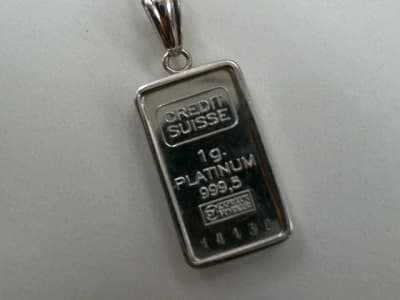 CREDIT
SUISSE
1g.
PLATINUM
999,5